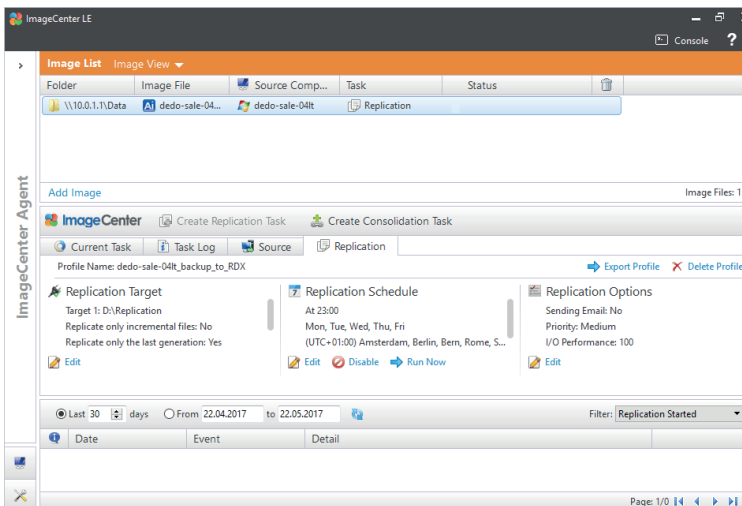 ImageCenter LE
Console ?
Image List Image View
Folder Image File Source Comp... Task Status
\\10.0.1.1\Data Ai dedo-sale-04... dedo-sale-04lt Replication
Add Image Image Files: 1
ImageCenter Agent
ImageCenter Create Replication Task Create Consolidation Task
Current Task Task Log Source Replication
Profile Name: dedo-sale-04lt_backup_to_RDX Export Profile Delete Profile
Replication Target 7 Replication Schedule Replication Options
Target 1: D:\Replication At 23:00 Sending Email: No
Replicate only incremental files: No Mon, Tue, Wed, Thu, Fri Priority: Medium
Replicate only the last generation: Yes (UTC+01:00) Amsterdam, Berlin, Bern, Rome, S... I/O Performance: 100
Edit Edit Disable Run Now Edit
Last 30 days From 22.04.2017 to 22.05.2017 Filter: Replication Started
Date Event Detail
Page: 1/0